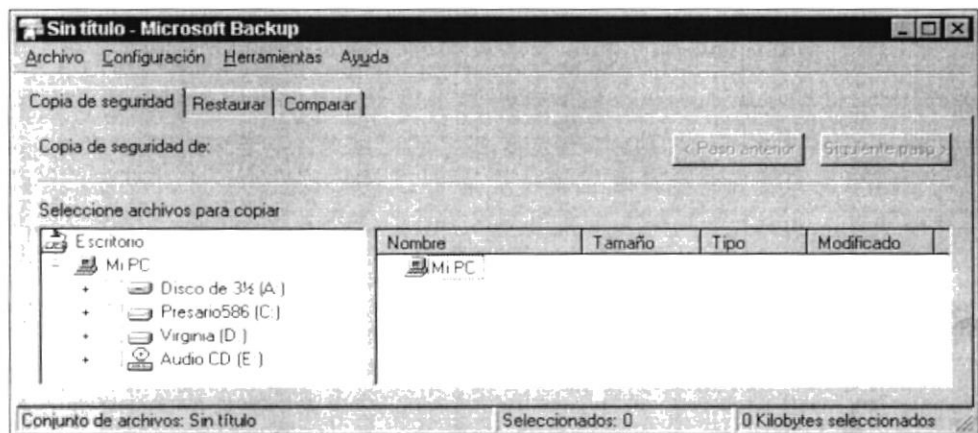 Sin título - Microsoft Backup
Archivo Configuración Herramientas Ayuda
Copia de seguridad Restaurar Comparar
Copia de seguridad de:
< Paso anterior Siguiente paso >
Seleccione archivos para copiar
Escritorio
Mi PC
Disco de 3½ (A:)
Presario586 (C:)
Virginia (D:)
Audio CD (E:)
Nombre Tamaño Tipo Modificado
Mi PC
Conjunto de archivos: Sin título Seleccionados: 0 0 Kilobytes seleccionados